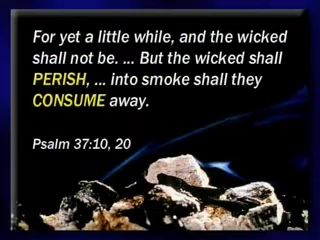 For yet a little while, and the wicked
shall not be. ... But the wicked shall
PERISH, ... into smoke shall they
CONSUME away.
Psalm 37:10, 20